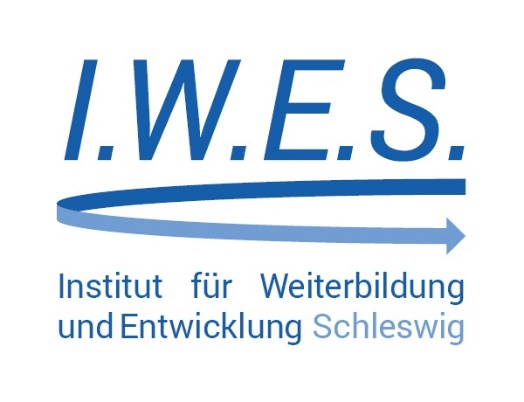 I.W.E.S.
Institut für Weiterbildung
und Entwicklung Schleswig